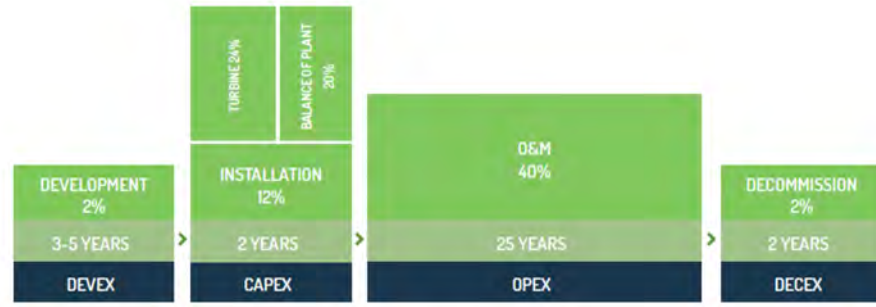 TURBINE 24%
BALANCE OF PLANT
20%
DEVELOPMENT
2%
3-5 YEARS
DEVEX
INSTALLATION
12%
2 YEARS
CAPEX
O&M
40%
25 YEARS
OPEX
DECOMMISSION
2%
2 YEARS
DECEX